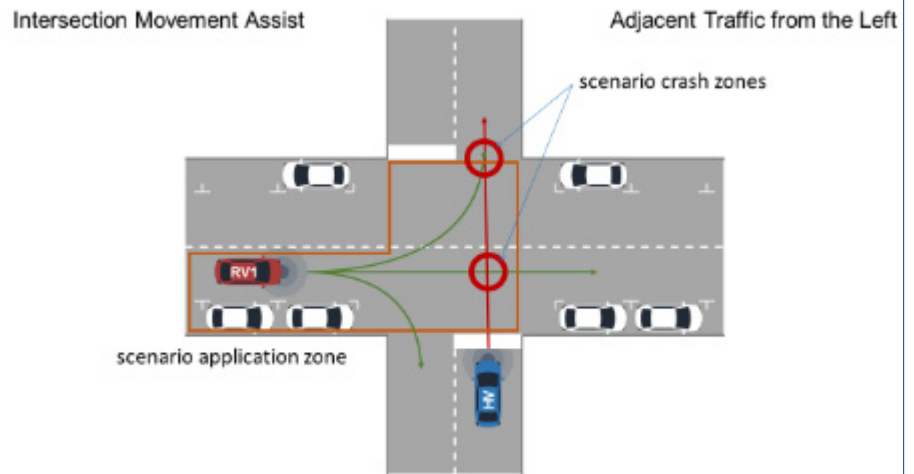 Intersection Movement Assist
Adjacent Traffic from the Left
scenario crash zones
RV1
scenario application zone
HV